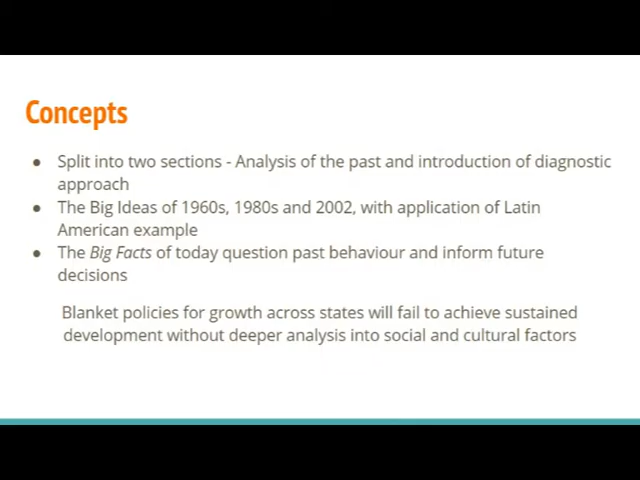 Concepts
● Split into two sections - Analysis of the past and introduction of diagnostic
approach
● The Big Ideas of 1960s, 1980s and 2002, with application of Latin
American example
● The Big Facts of today question past behaviour and inform future
decisions
Blanket policies for growth across states will fail to achieve sustained
development without deeper analysis into social and cultural factors